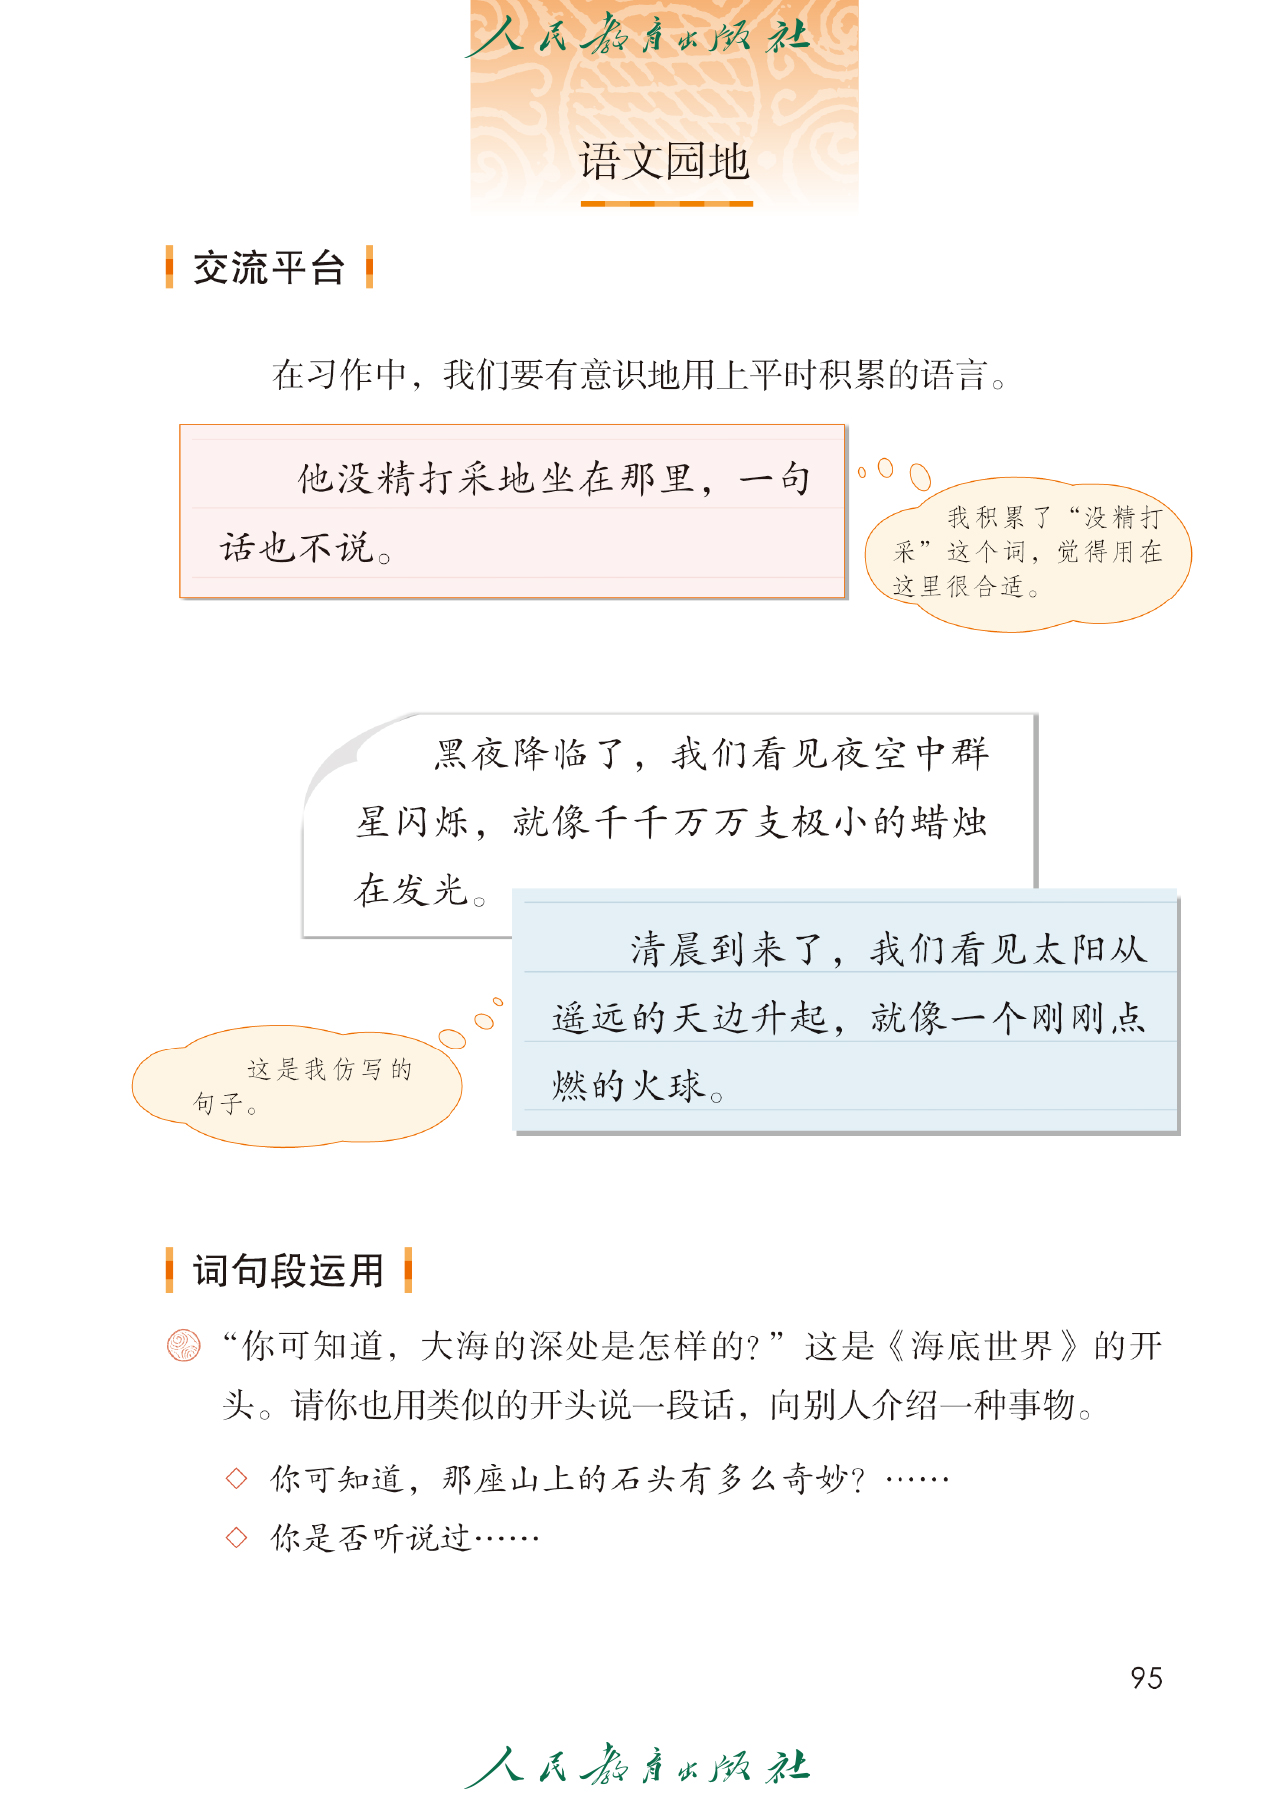 人民教育出版社
语文园地
交流平台
在习作中，我们要有意识地用上平时积累的语言。
他没精打采地坐在那里，一句
话也不说。
我积累了“没精打
采”这个词，觉得用在
这里很合适。
黑夜降临了，我们看见夜空中群
星闪烁，就像千千万万支极小的蜡烛
在发光。
清晨到来了，我们看见太阳从
遥远的天边升起，就像一个刚刚点
燃的火球。
这是我仿写的
句子。
词句段运用
“你可知道，大海的深处是怎样的？”这是《海底世界》的开
头。请你也用类似的开头说一段话，向别人介绍一种事物。
◇ 你可知道，那座山上的石头有多么奇妙？……
◇ 你是否听说过……
95
人民教育出版社